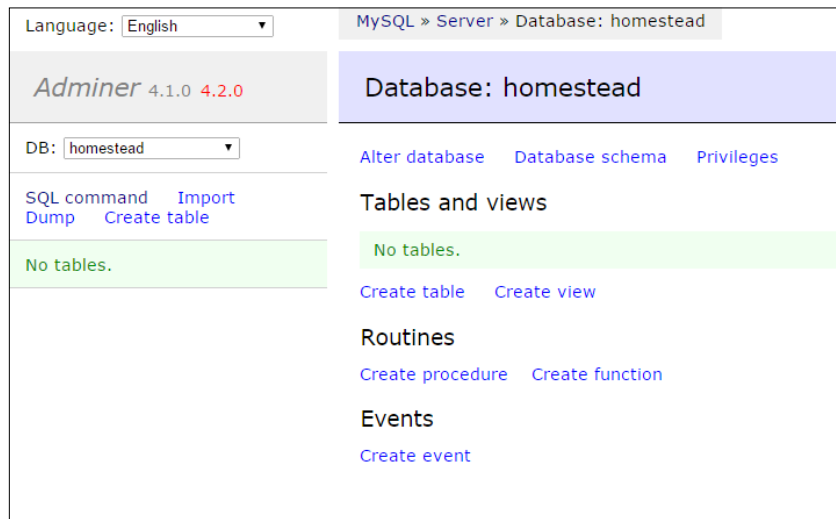 Language: English
Adminer 4.1.0 4.2.0
DB: homestead
SQL command Import
Dump Create table
No tables.
MySQL » Server » Database: homestead
Database: homestead
Alter database Database schema Privileges
Tables and views
No tables.
Create table Create view
Routines
Create procedure Create function
Events
Create event